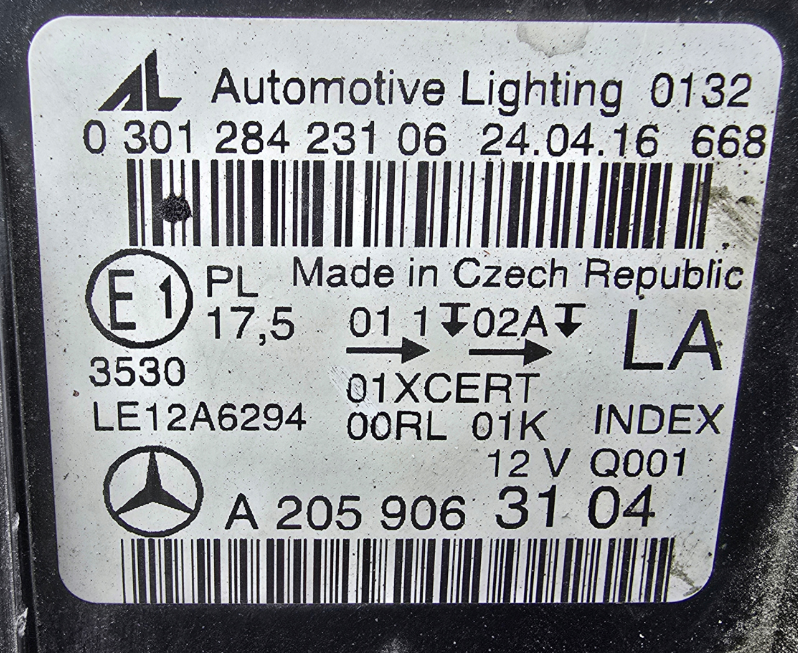 AL Automotive Lighting 0132
0 301 284 231 06 24.04.16 668
E1 PL Made in Czech Republic
17,5 01 1 02A LA
3530
01XCERT
LE12A6294 00RL 01K INDEX
12 V Q001
A 205 906 31 04